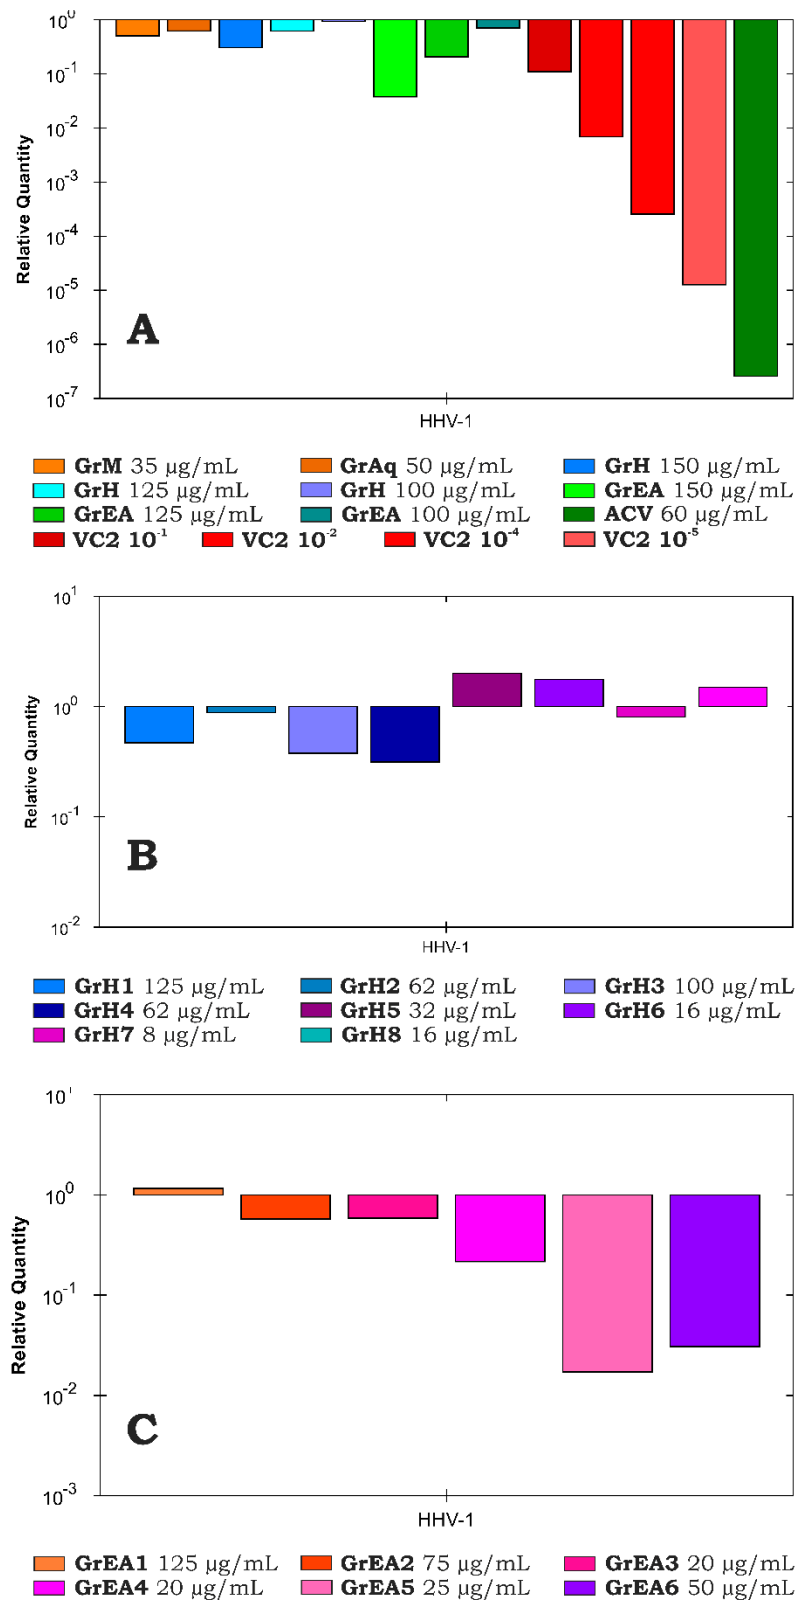 10⁰
10⁻¹
10⁻²
10⁻³
10⁻⁴
10⁻⁵
10⁻⁶
10⁻⁷
Relative Quantity
A
HHV-1
GrM 35 µg/mL GrAq 50 µg/mL GrH 150 µg/mL
GrH 125 µg/mL GrH 100 µg/mL GrEA 150 µg/mL
GrEA 125 µg/mL GrEA 100 µg/mL ACV 60 µg/mL
VC2 10⁻¹ VC2 10⁻² VC2 10⁻⁴ VC2 10⁻⁵
10¹
10⁰
10⁻¹
10⁻²
Relative Quantity
B
HHV-1
GrH1 125 µg/mL GrH2 62 µg/mL GrH3 100 µg/mL
GrH4 62 µg/mL GrH5 32 µg/mL GrH6 16 µg/mL
GrH7 8 µg/mL GrH8 16 µg/mL
10¹
10⁰
10⁻¹
10⁻²
10⁻³
Relative Quantity
C
HHV-1
GrEA1 125 µg/mL GrEA2 75 µg/mL GrEA3 20 µg/mL
GrEA4 20 µg/mL GrEA5 25 µg/mL GrEA6 50 µg/mL